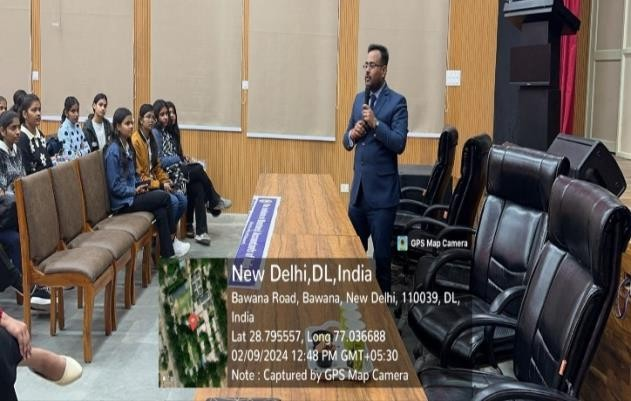 GPS Map Camera
New Delhi,DL,India
Bawana Road, Bawana, New Delhi, 110039, DL,
India
Lat 28.795557, Long 77.036688
02/09/2024 12:48 PM GMT+05:30
Note : Captured by GPS Map Camera